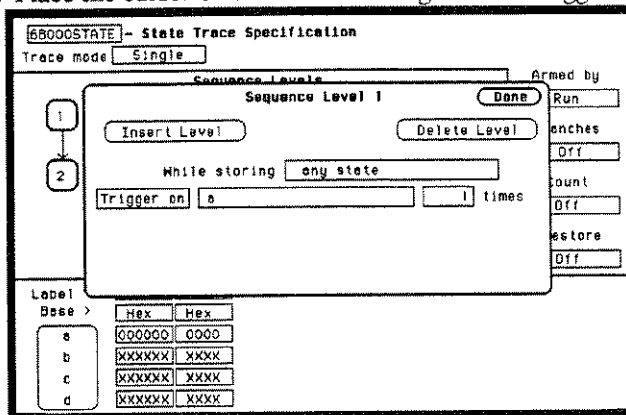 68000STATE - State Trace Specification
Trace mode Single
Sequence Levels
Armed by
Sequence Level 1 Done Run
1
Insert Level Delete Level anches
Off
2
While storing any state ount
Trigger on a 1 times Off
estore
Off
Label
Base > Hex Hex
a 000000 0000
b XXXXXX XXXX
c XXXXXX XXXX
d XXXXXX XXXX